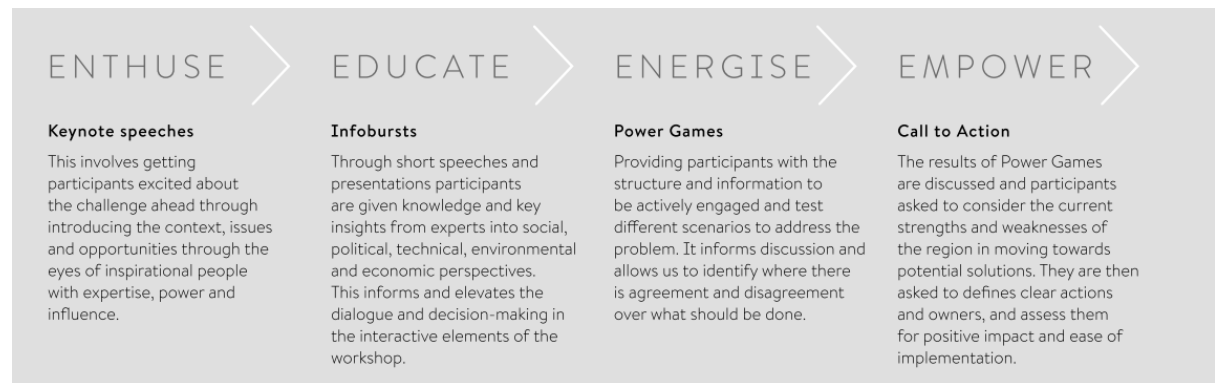 ENTHUSE
Keynote speeches
This involves getting
participants excited about
the challenge ahead through
introducing the context, issues
and opportunities through the
eyes of inspirational people
with expertise, power and
influence.
EDUCATE
Infobursts
Through short speeches and
presentations participants
are given knowledge and key
insights from experts into social,
political, technical, environmental
and economic perspectives.
This informs and elevates the
dialogue and decision-making in
the interactive elements of the
workshop.
ENERGISE
Power Games
Providing participants with the
structure and information to
be actively engaged and test
different scenarios to address the
problem. It informs discussion and
allows us to identify where there
is agreement and disagreement
over what should be done.
EMPOWER
Call to Action
The results of Power Games
are discussed and participants
asked to consider the current
strengths and weaknesses of
the region in moving towards
potential solutions. They are then
asked to defines clear actions
and owners, and assess them
for positive impact and ease of
implementation.